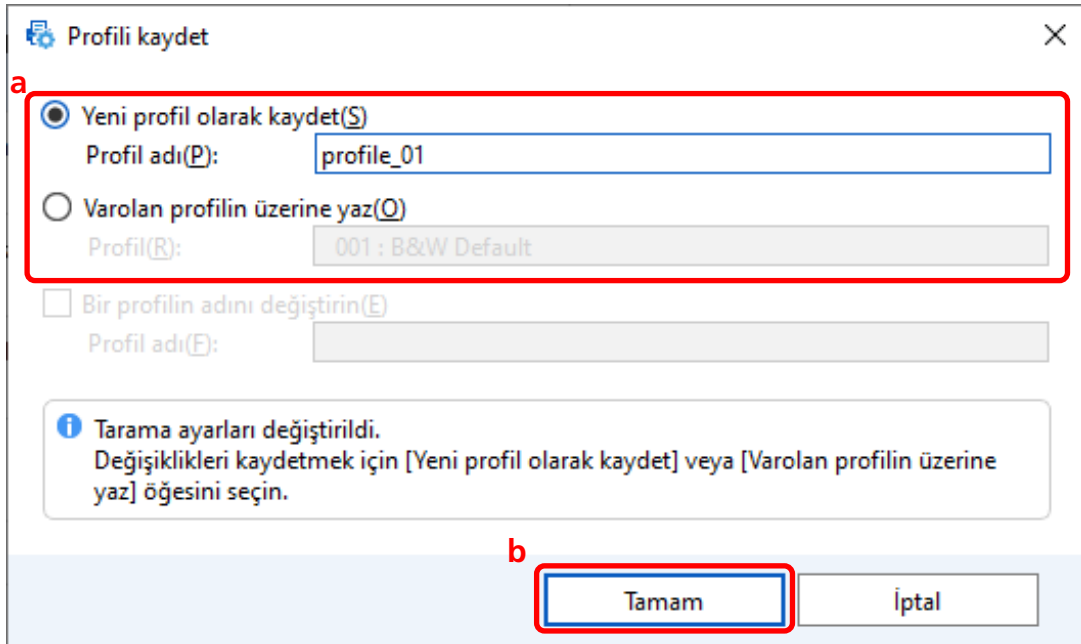 Profili kaydet
a
Yeni profil olarak kaydet(S)
Profil adı(P): profile_01
Varolan profilin üzerine yaz(O)
Profil(R): 001 : B&W Default
Bir profilin adını değiştirin(E)
Profil adı(F):
Tarama ayarları değiştirildi.
Değişiklikleri kaydetmek için [Yeni profil olarak kaydet] veya [Varolan profilin üzerine
yaz] öğesini seçin.
b
Tamam İptal